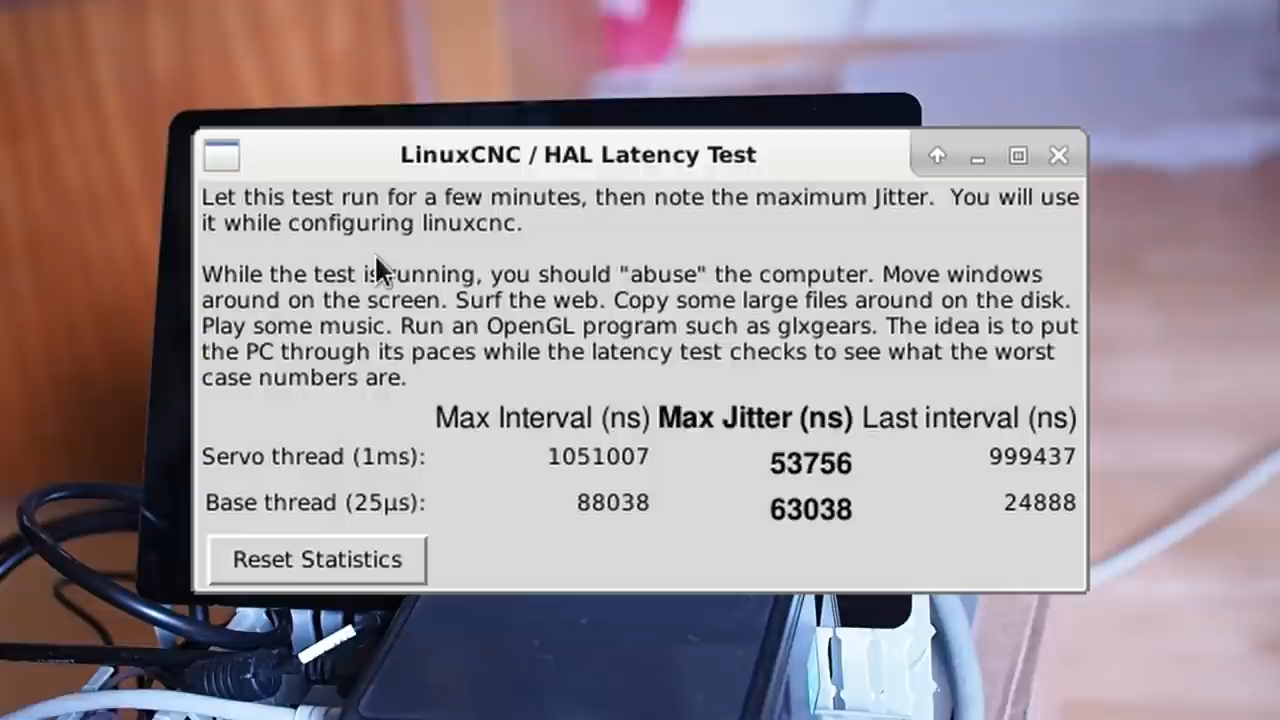 LinuxCNC / HAL Latency Test
Let this test run for a few minutes, then note the maximum Jitter.  You will use
it while configuring linuxcnc.
While the test is running, you should "abuse" the computer. Move windows
around on the screen. Surf the web. Copy some large files around on the disk.
Play some music. Run an OpenGL program such as glxgears. The idea is to put
the PC through its paces while the latency test checks to see what the worst
case numbers are.
Max Interval (ns) Max Jitter (ns) Last interval (ns)
Servo thread (1ms): 1051007 53756 999437
Base thread (25µs): 88038 63038 24888
Reset Statistics